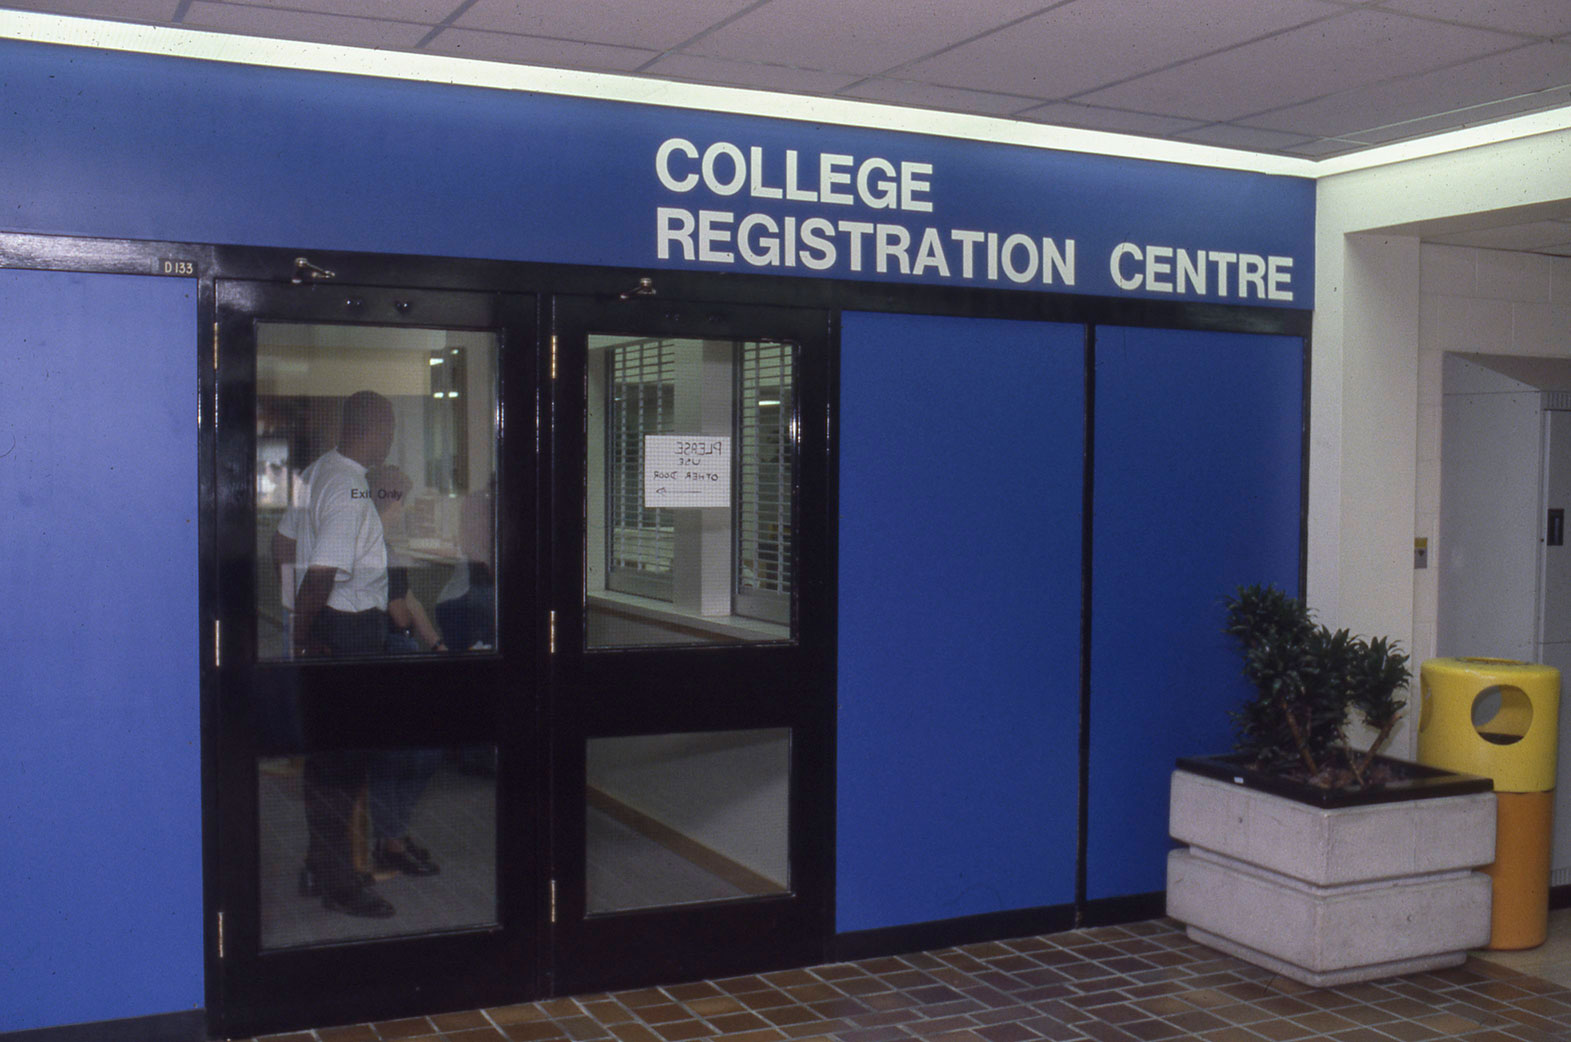 COLLEGE
REGISTRATION CENTRE
D133
Exit Only
PLEASE
USE
OTHER DOOR